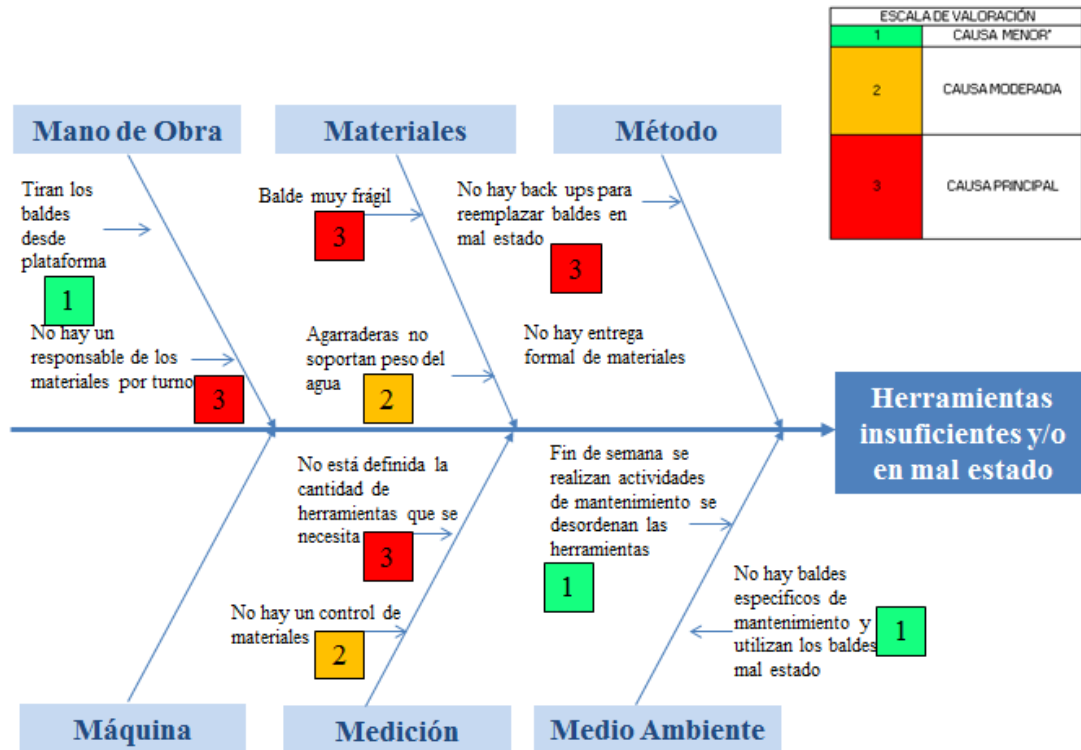 ESCALA DE VALORACIÓN
1 CAUSA MENOR"
2 CAUSA MODERADA
3 CAUSA PRINCIPAL
Mano de Obra
Materiales
Método
Tiran los
baldes
desde
plataforma
1
No hay un
responsable de los
materiales por turno
3
Balde muy frágil
3
Agarraderas no
soportan peso del
agua
2
No hay back ups para
reemplazar baldes en
mal estado
3
No hay entrega
formal de materiales
Herramientas
insuficientes y/o
en mal estado
No está definida la
cantidad de
herramientas que se
necesita
3
No hay un control de
materiales
2
Fin de semana se
realizan actividades
de mantenimiento se
desordenan las
herramientas
1
No hay baldes
específicos de
mantenimiento y
utilizan los baldes
mal estado
1
Máquina
Medición
Medio Ambiente